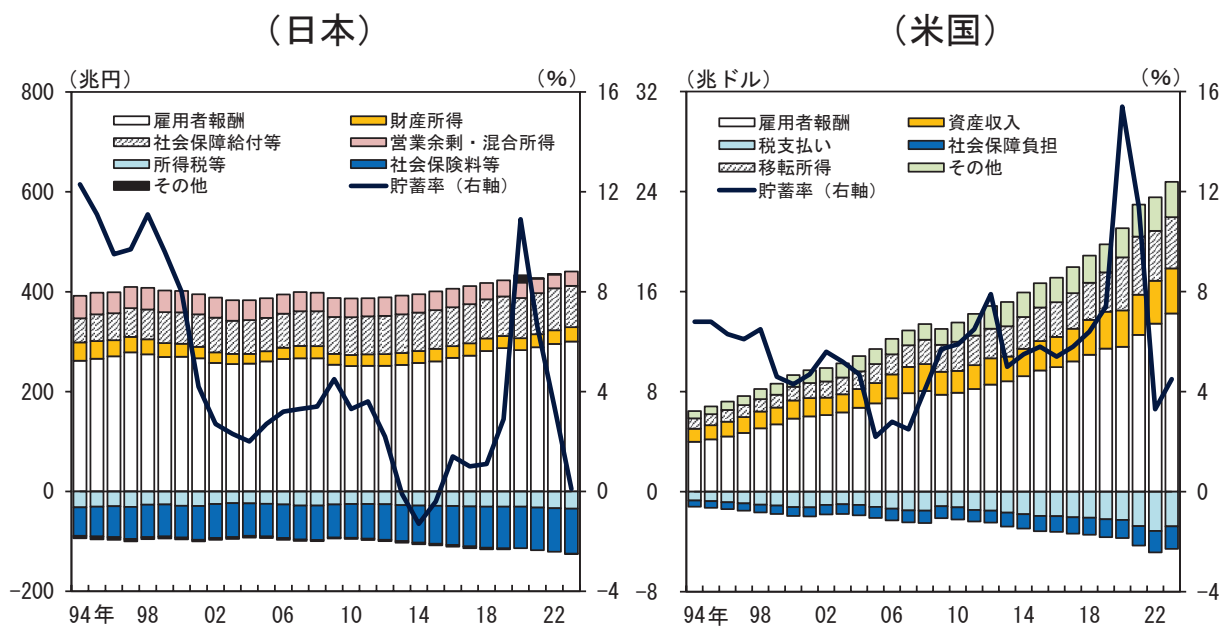 （日本）
（兆円）
（%）
雇用者報酬
財産所得
社会保障給付等
営業余剰・混合所得
所得税等
社会保険料等
その他
貯蓄率（右軸）
800
600
400
200
0
-200
16
12
8
4
0
-4
94年
98
02
06
10
14
18
22
（米国）
（兆ドル）
（%）
雇用者報酬
資産収入
税支払い
社会保障負担
移転所得
その他
貯蓄率（右軸）
32
24
16
8
0
-8
16
12
8
4
0
-4
94年
98
02
06
10
14
18
22